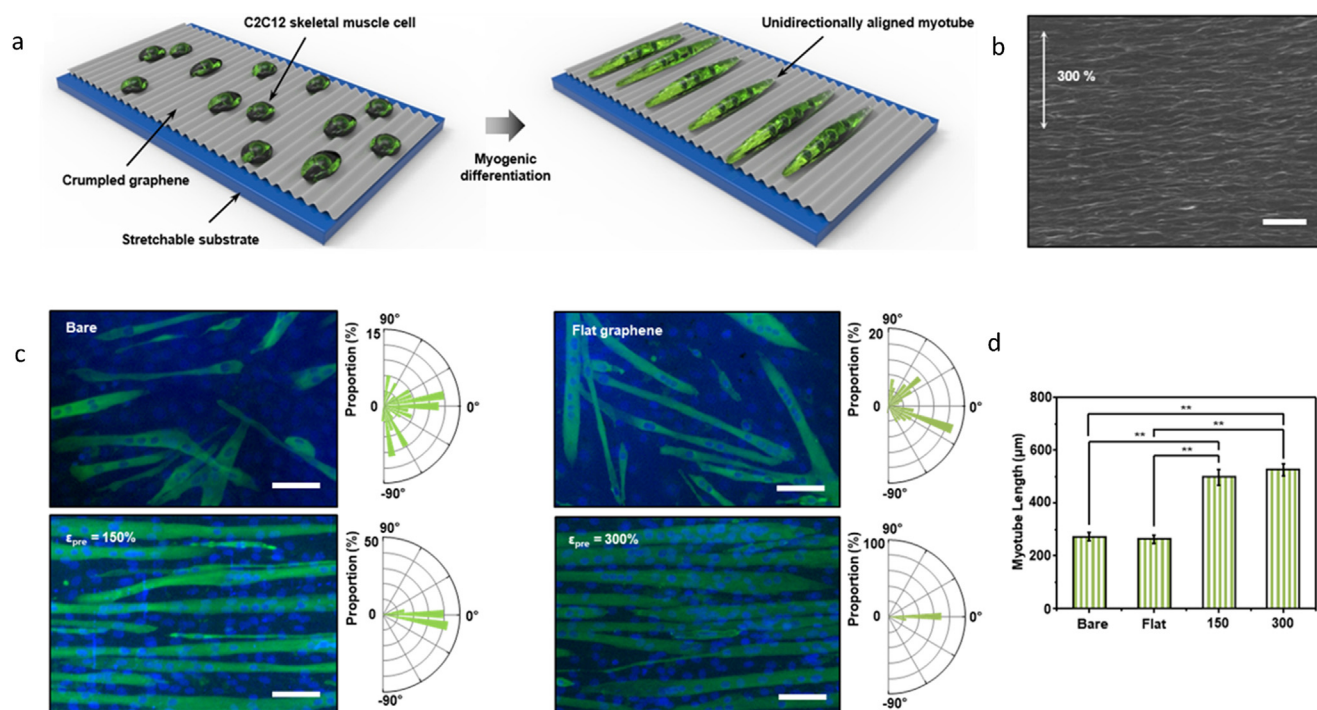 a
C2C12 skeletal muscle cell
Crumpled graphene
Stretchable substrate
Myogenic
differentiation
Unidirectionally aligned myotube
b
300 %
c
Bare
Proportion (%)
90°
15
0
0°
-90°
Flat graphene
Proportion (%)
90°
20
0
0°
-90°
εpre = 150%
Proportion (%)
90°
50
0
0°
-90°
εpre = 300%
Proportion (%)
90°
100
0
0°
-90°
d
Myotube Length (µm)
800
600
400
200
0
**
**
**
**
Bare
Flat
150
300